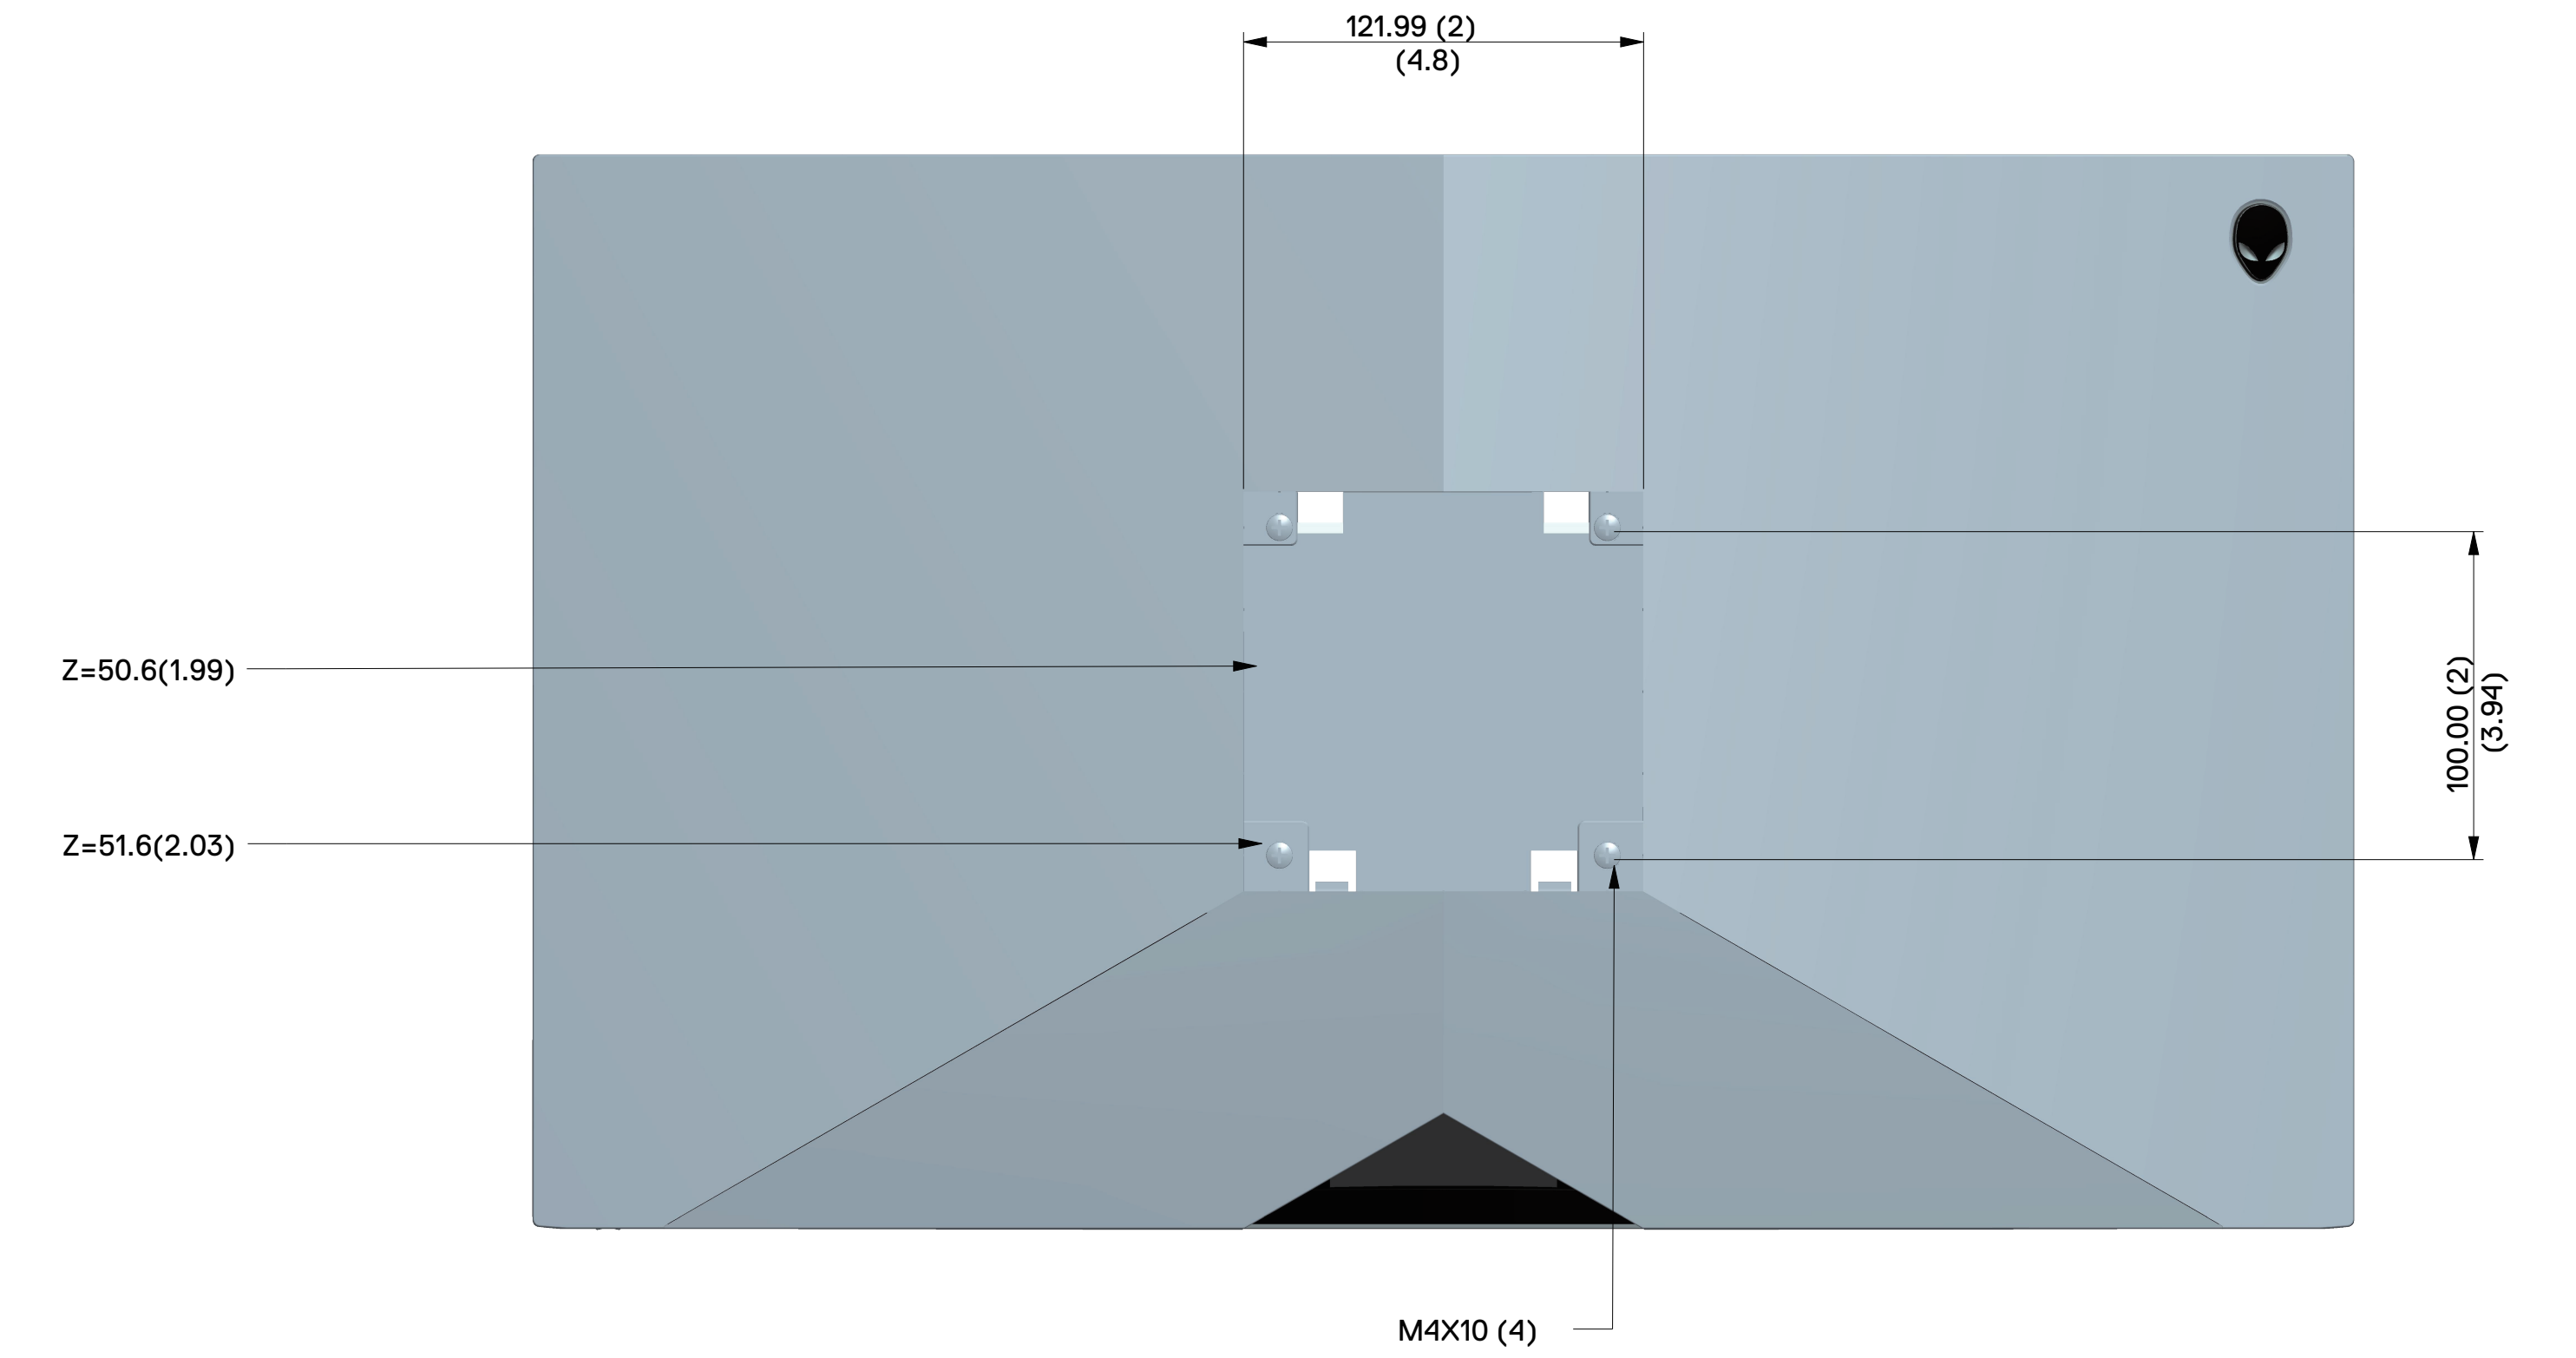 121.99 (2)
(4.8)
Z=50.6(1.99)
Z=51.6(2.03)
100.00 (2)
(3.94)
M4X10 (4)